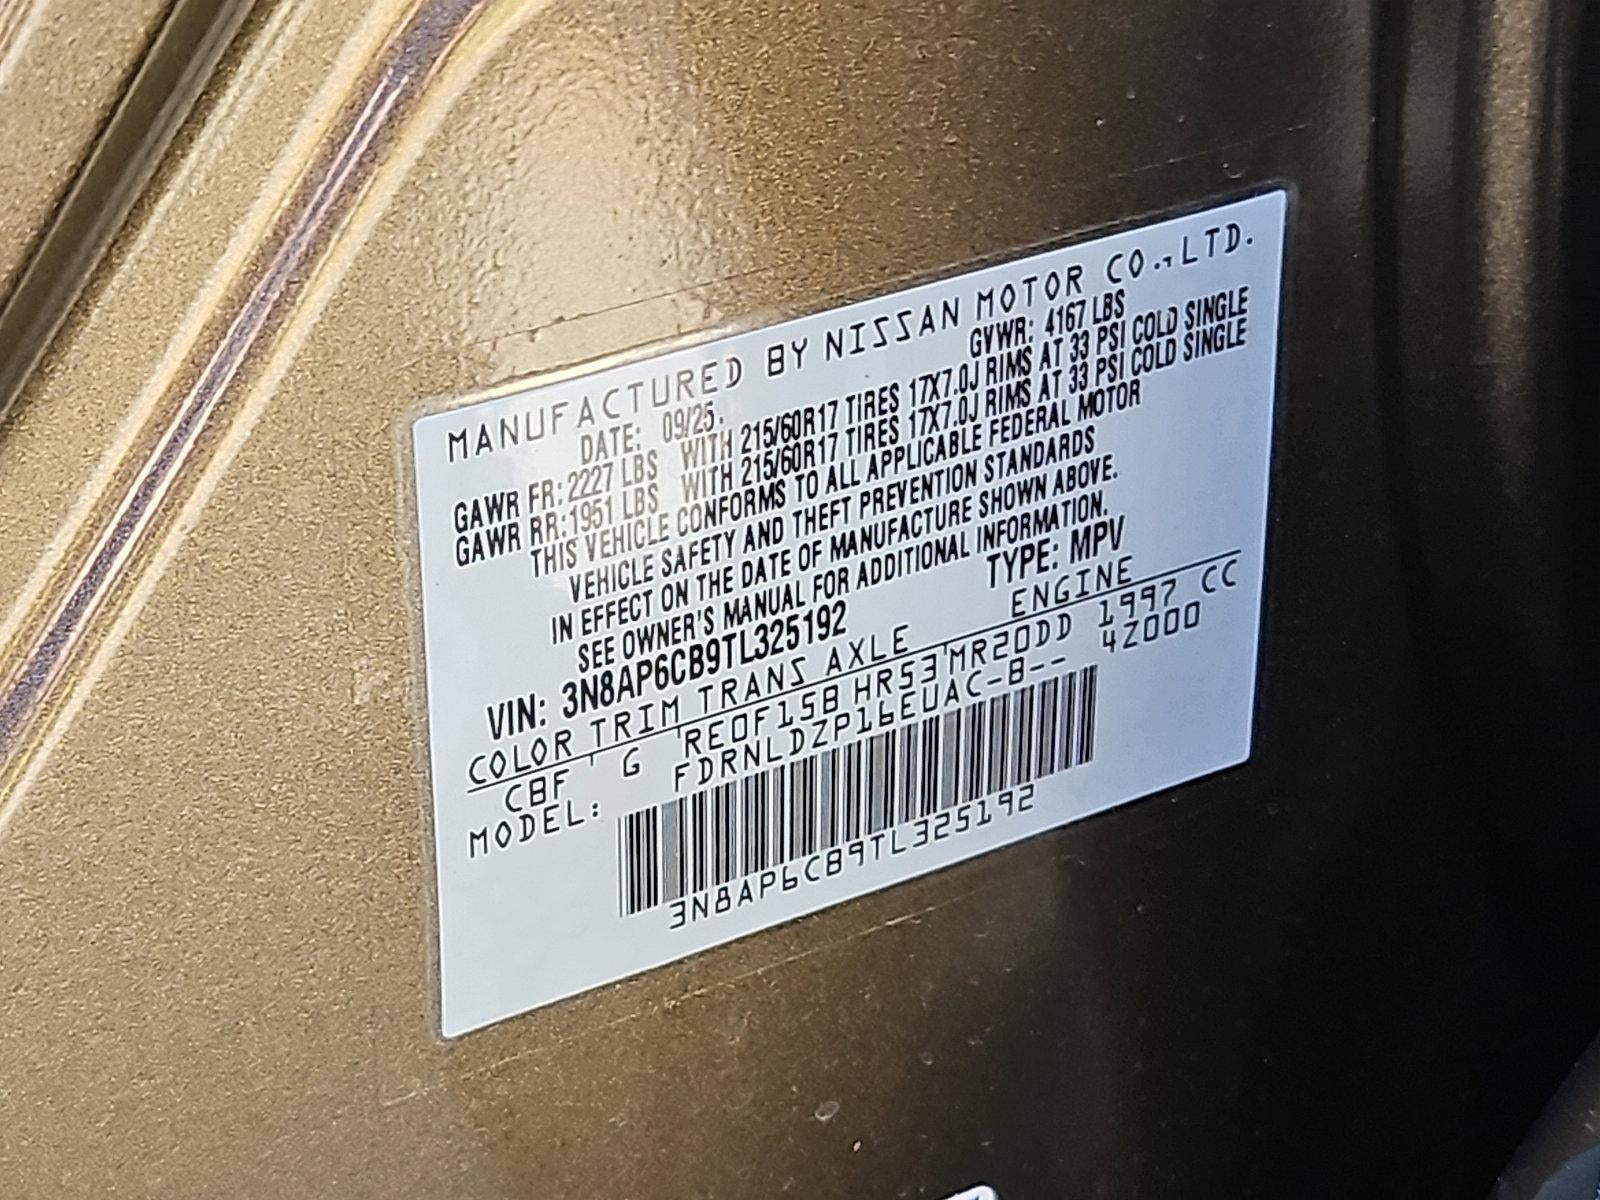 MANUFACTURED BY NISSAN MOTOR CO., LTD.
DATE: 09/25. GVWR: 4167 LBS
GAWR FR: 2227 LBS WITH 215/60R17 TIRES 17X7.0J RIMS AT 33 PSI COLD SINGLE
GAWR RR: 1951 LBS WITH 215/60R17 TIRES 17X7.0J RIMS AT 33 PSI COLD SINGLE
THIS VEHICLE CONFORMS TO ALL APPLICABLE FEDERAL MOTOR
VEHICLE SAFETY AND THEFT PREVENTION STANDARDS
IN EFFECT ON THE DATE OF MANUFACTURE SHOWN ABOVE.
SEE OWNER'S MANUAL FOR ADDITIONAL INFORMATION.
VIN: 3N8AP6CB9TL325192 TYPE: MPV
COLOR TRIM TRANS AXLE ENGINE
CBF G RE0F15B HR53 MR20DD 1997 CC
MODEL: FDRNLDZP16EUAC-B-- 4Z000
3N8AP6CB9TL325192